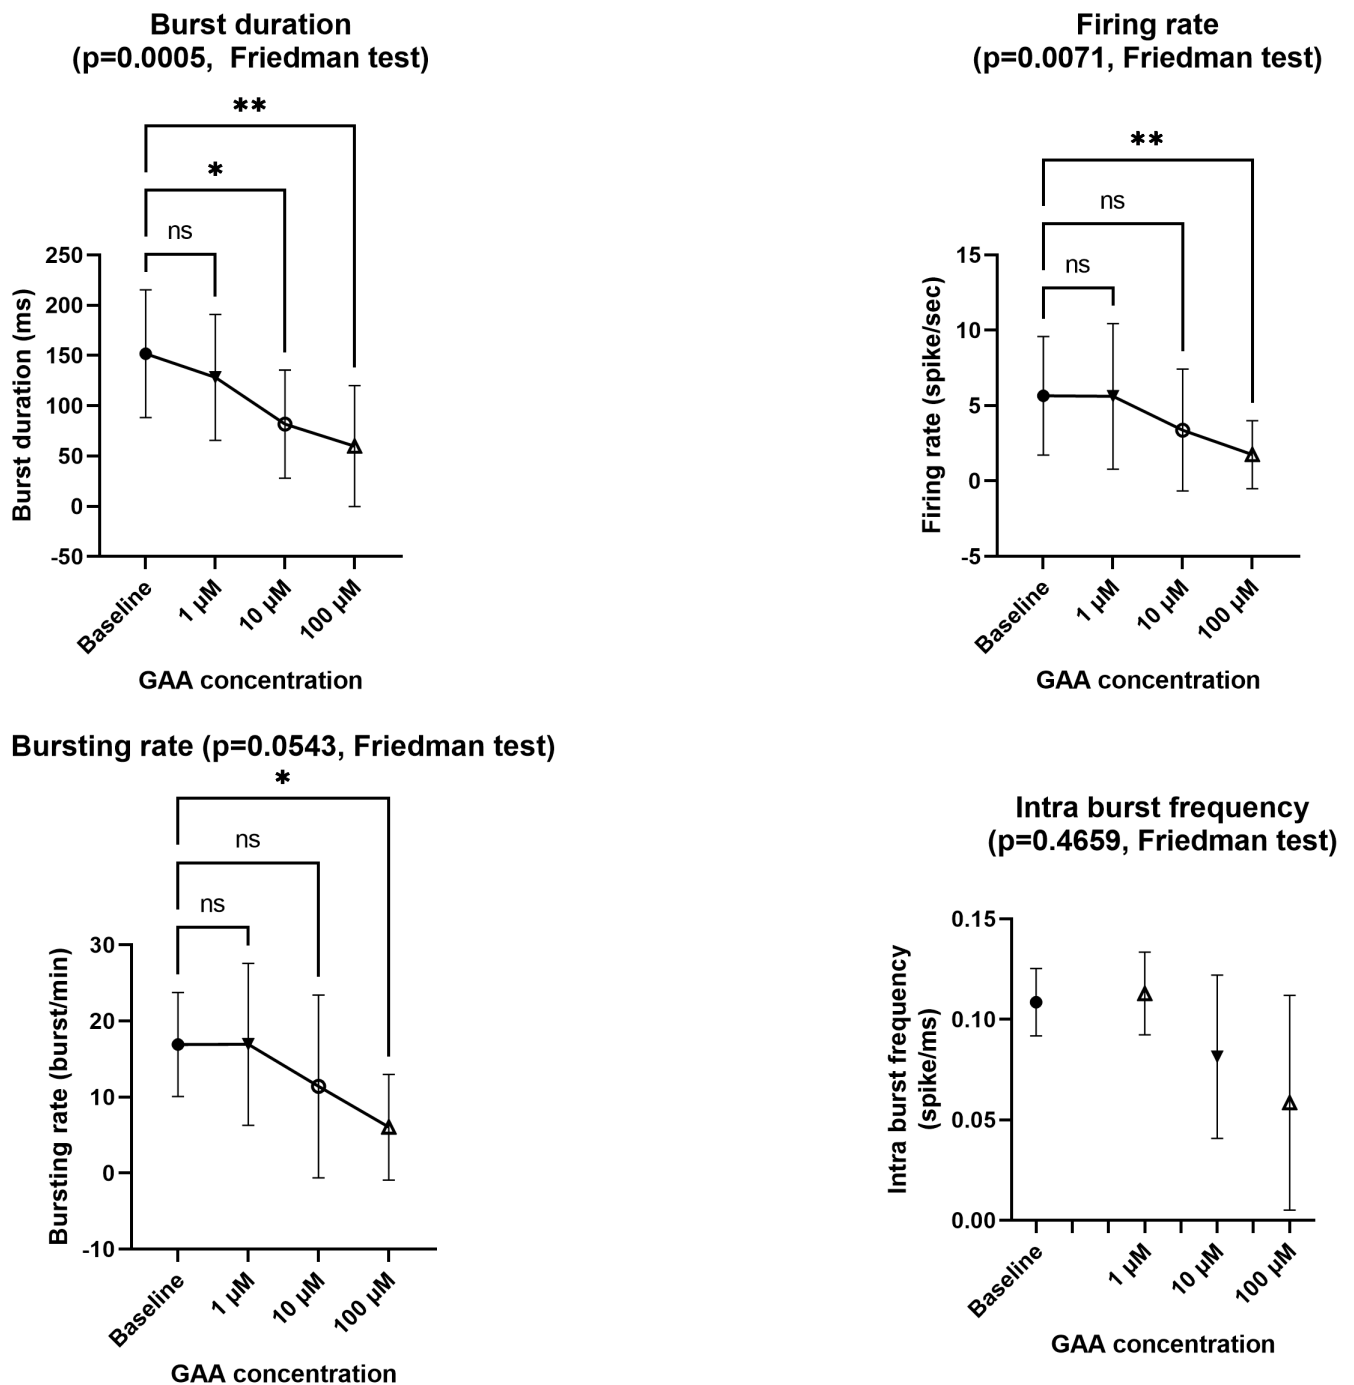 Burst duration
(p=0.0005, Friedman test)
**
*
ns
250
200
150
100
50
0
-50
Burst duration (ms)
Baseline
1 µM
10 µM
100 µM
GAA concentration
Firing rate
(p=0.0071, Friedman test)
**
ns
ns
15
10
5
0
-5
Firing rate (spike/sec)
Baseline
1 µM
10 µM
100 µM
GAA concentration
Bursting rate (p=0.0543, Friedman test)
*
ns
ns
30
20
10
0
-10
Bursting rate (burst/min)
Baseline
1 µM
10 µM
100 µM
GAA concentration
Intra burst frequency
(p=0.4659, Friedman test)
0.15
0.10
0.05
0.00
Intra burst frequency
(spike/ms)
Baseline
1 µM
10 µM
100 µM
GAA concentration